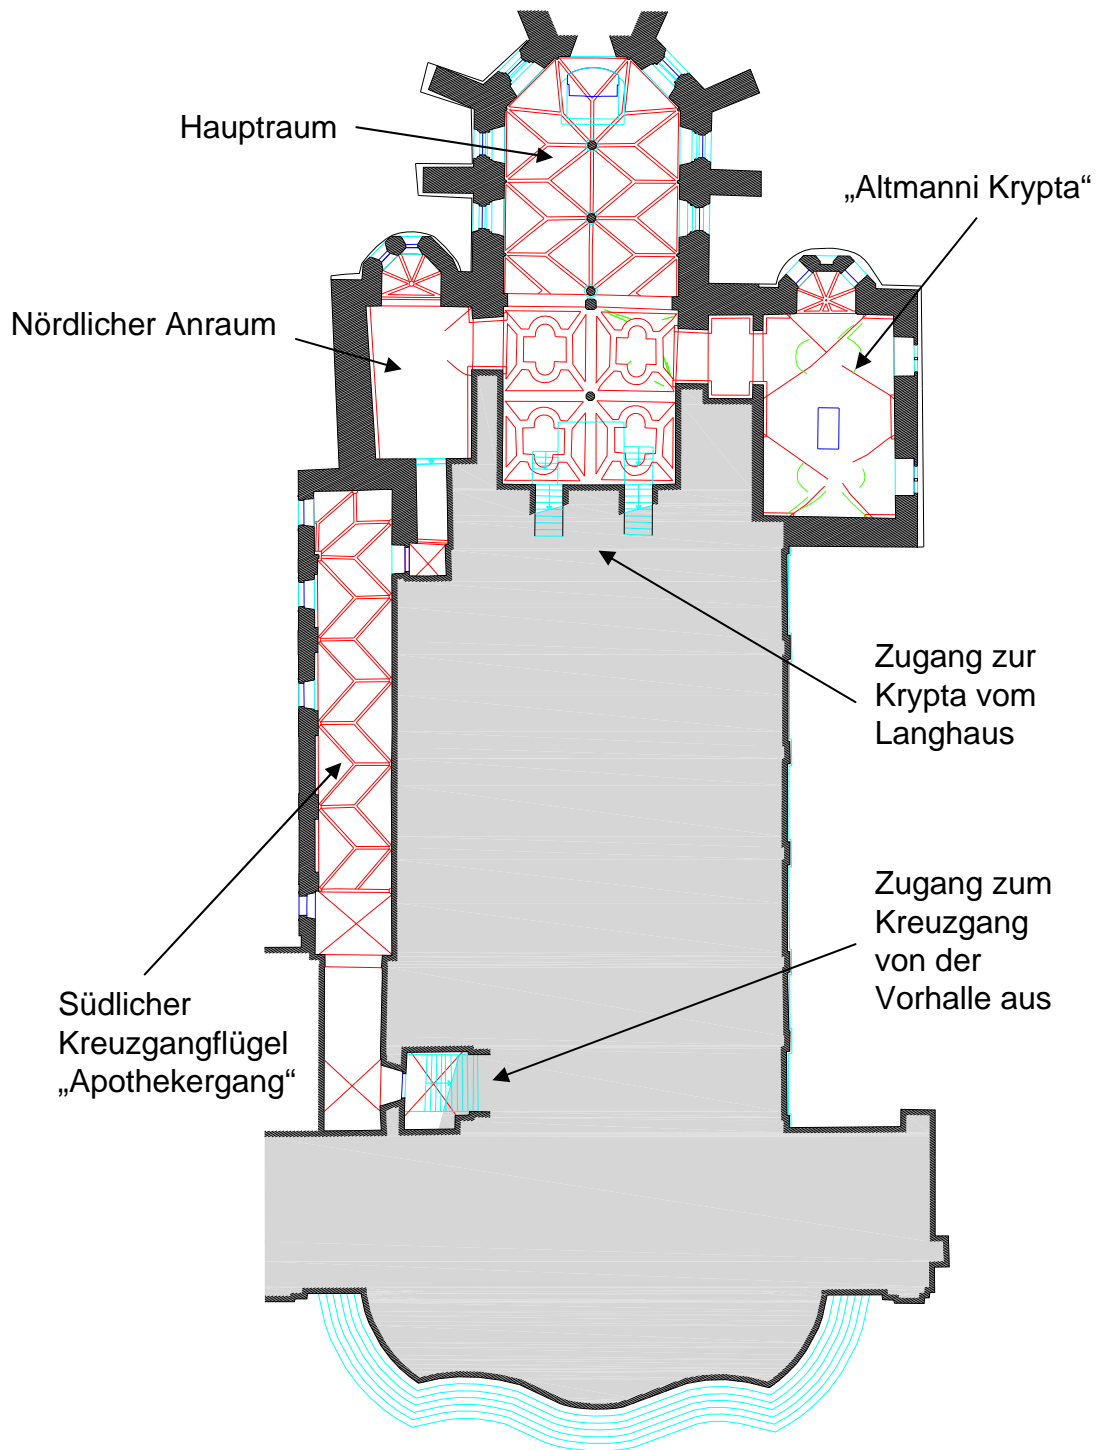 Hauptraum
„Altmanni Krypta“
Nördlicher Anraum
Zugang zur
Krypta vom
Langhaus
Zugang zum
Kreuzgang
von der
Vorhalle aus
Südlicher
Kreuzgangflügel
„Apothekergang“